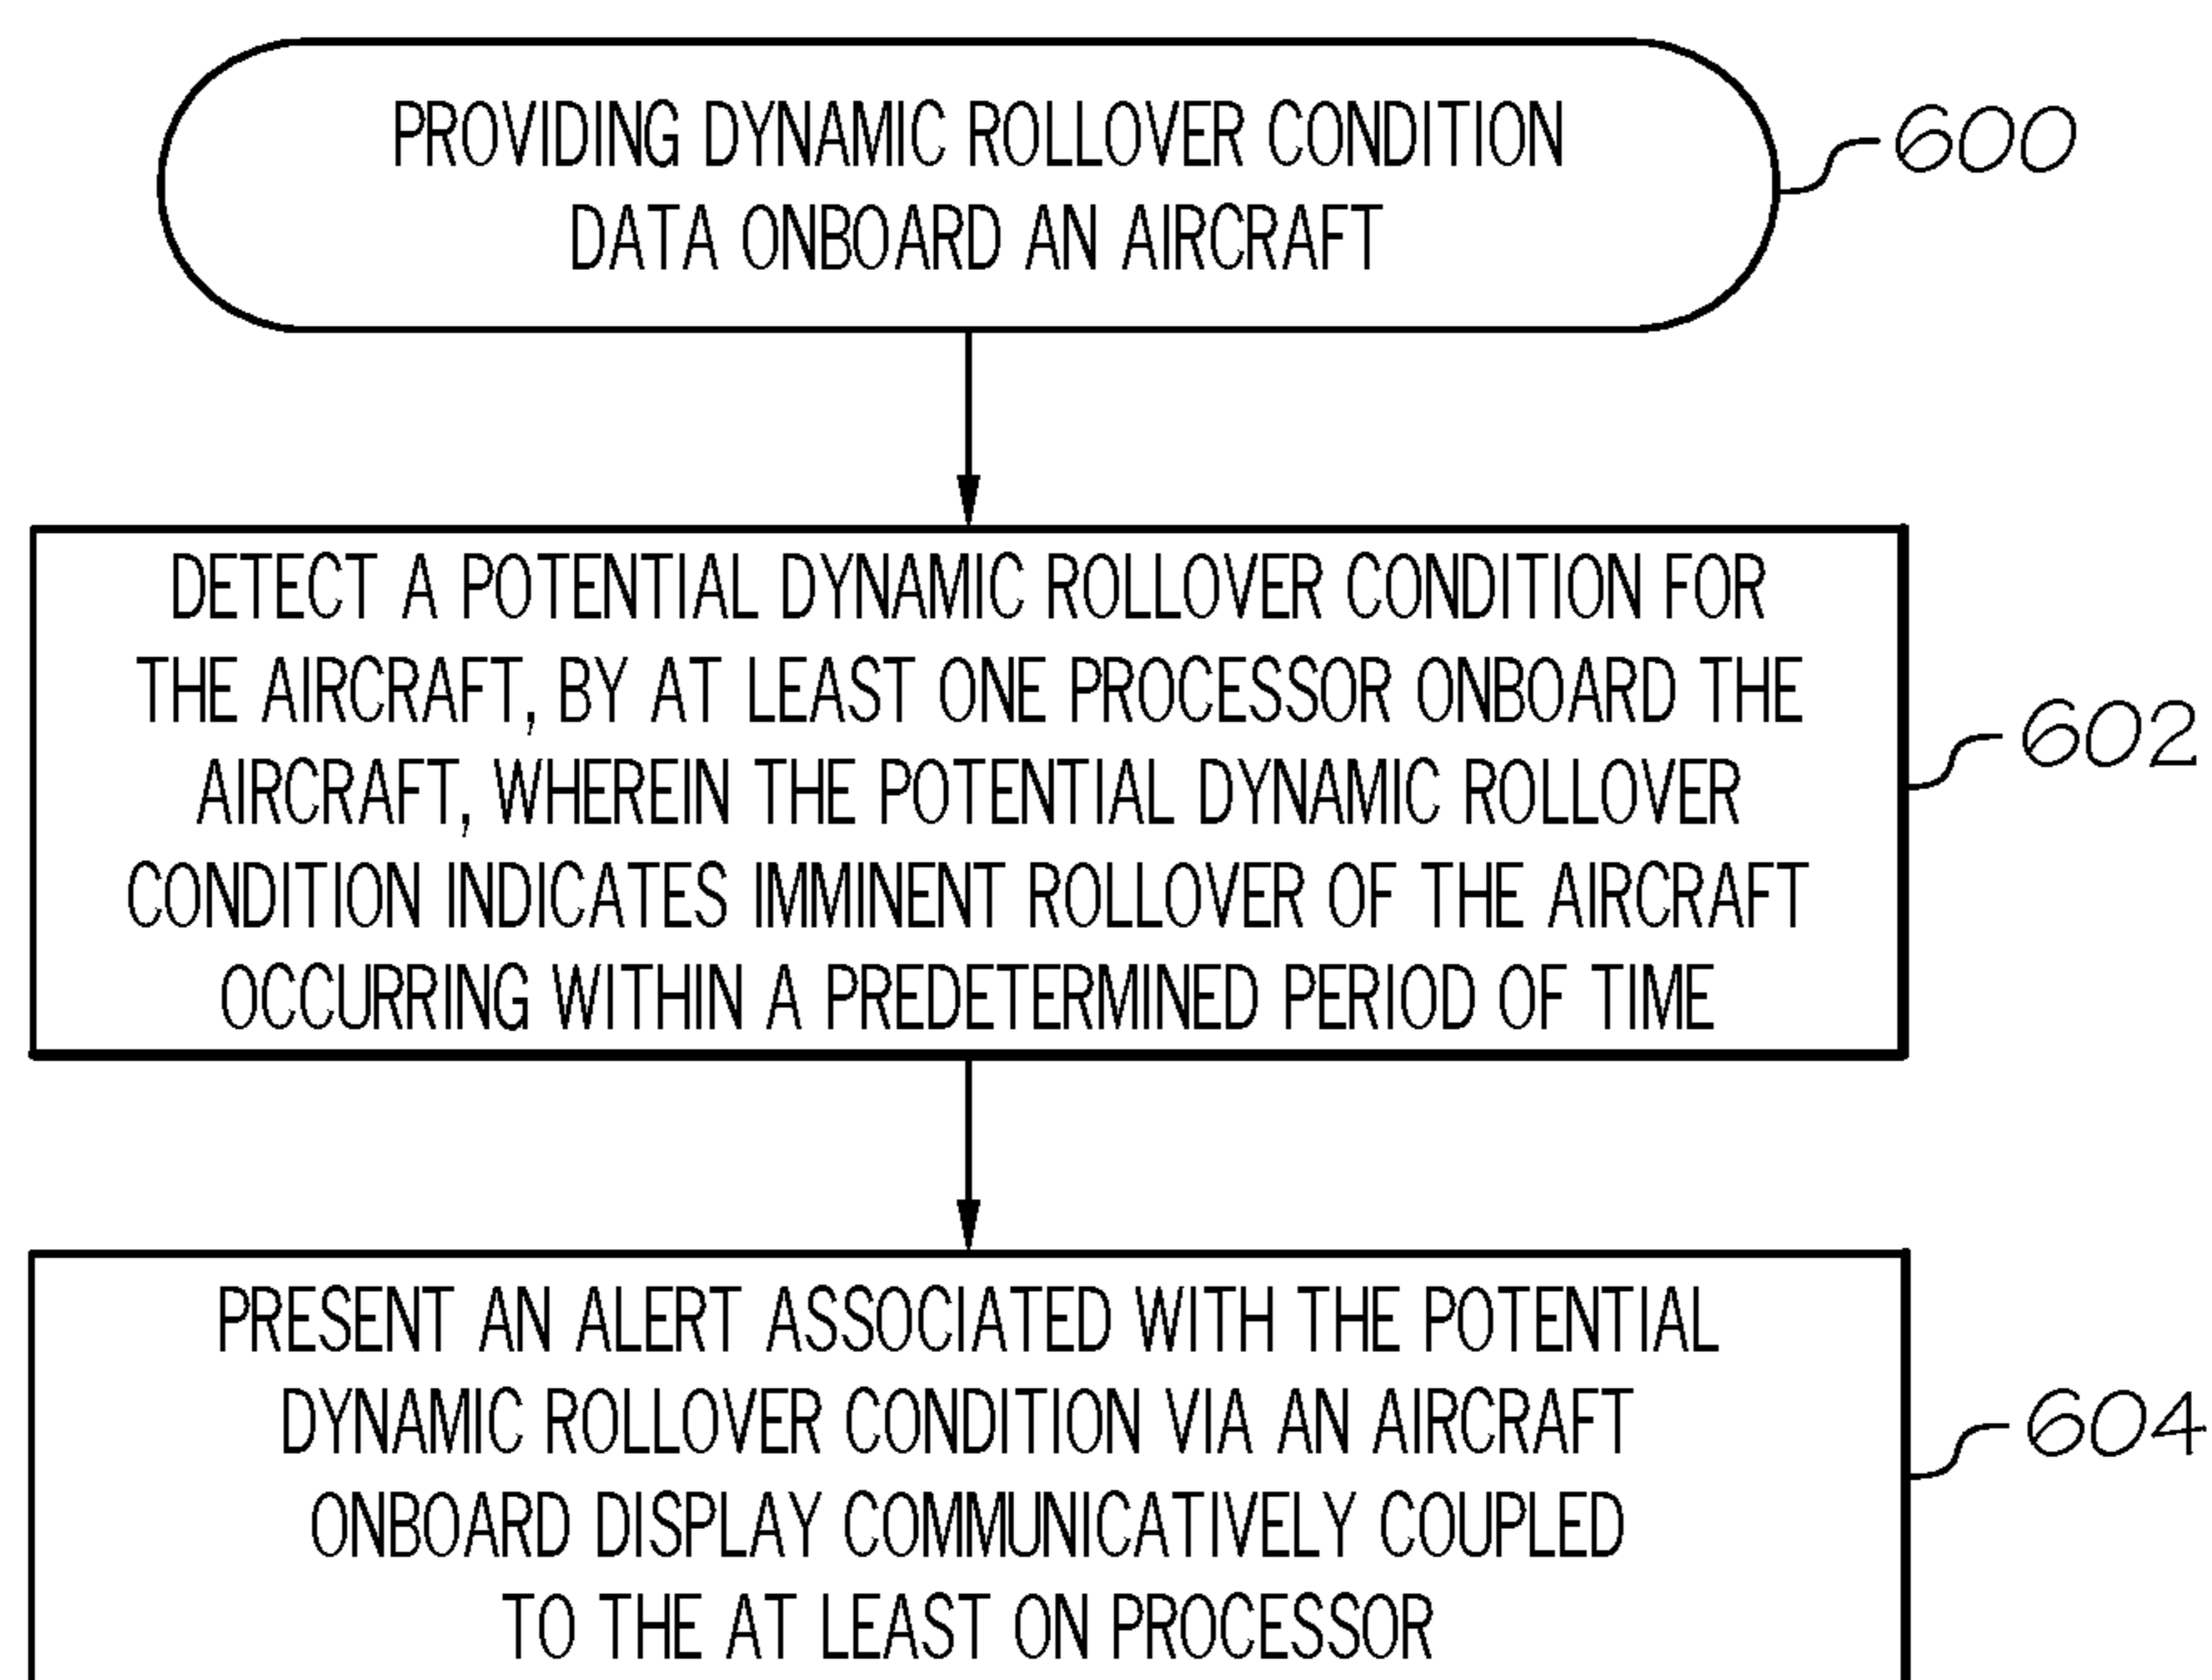 PROVIDING DYNAMIC ROLLOVER CONDITION
DATA ONBOARD AN AIRCRAFT
600
DETECT A POTENTIAL DYNAMIC ROLLOVER CONDITION FOR
THE AIRCRAFT, BY AT LEAST ONE PROCESSOR ONBOARD THE
AIRCRAFT, WHEREIN THE POTENTIAL DYNAMIC ROLLOVER
CONDITION INDICATES IMMINENT ROLLOVER OF THE AIRCRAFT
OCCURRING WITHIN A PREDETERMINED PERIOD OF TIME
602
PRESENT AN ALERT ASSOCIATED WITH THE POTENTIAL
DYNAMIC ROLLOVER CONDITION VIA AN AIRCRAFT
ONBOARD DISPLAY COMMUNICATIVELY COUPLED
TO THE AT LEAST ON PROCESSOR
604